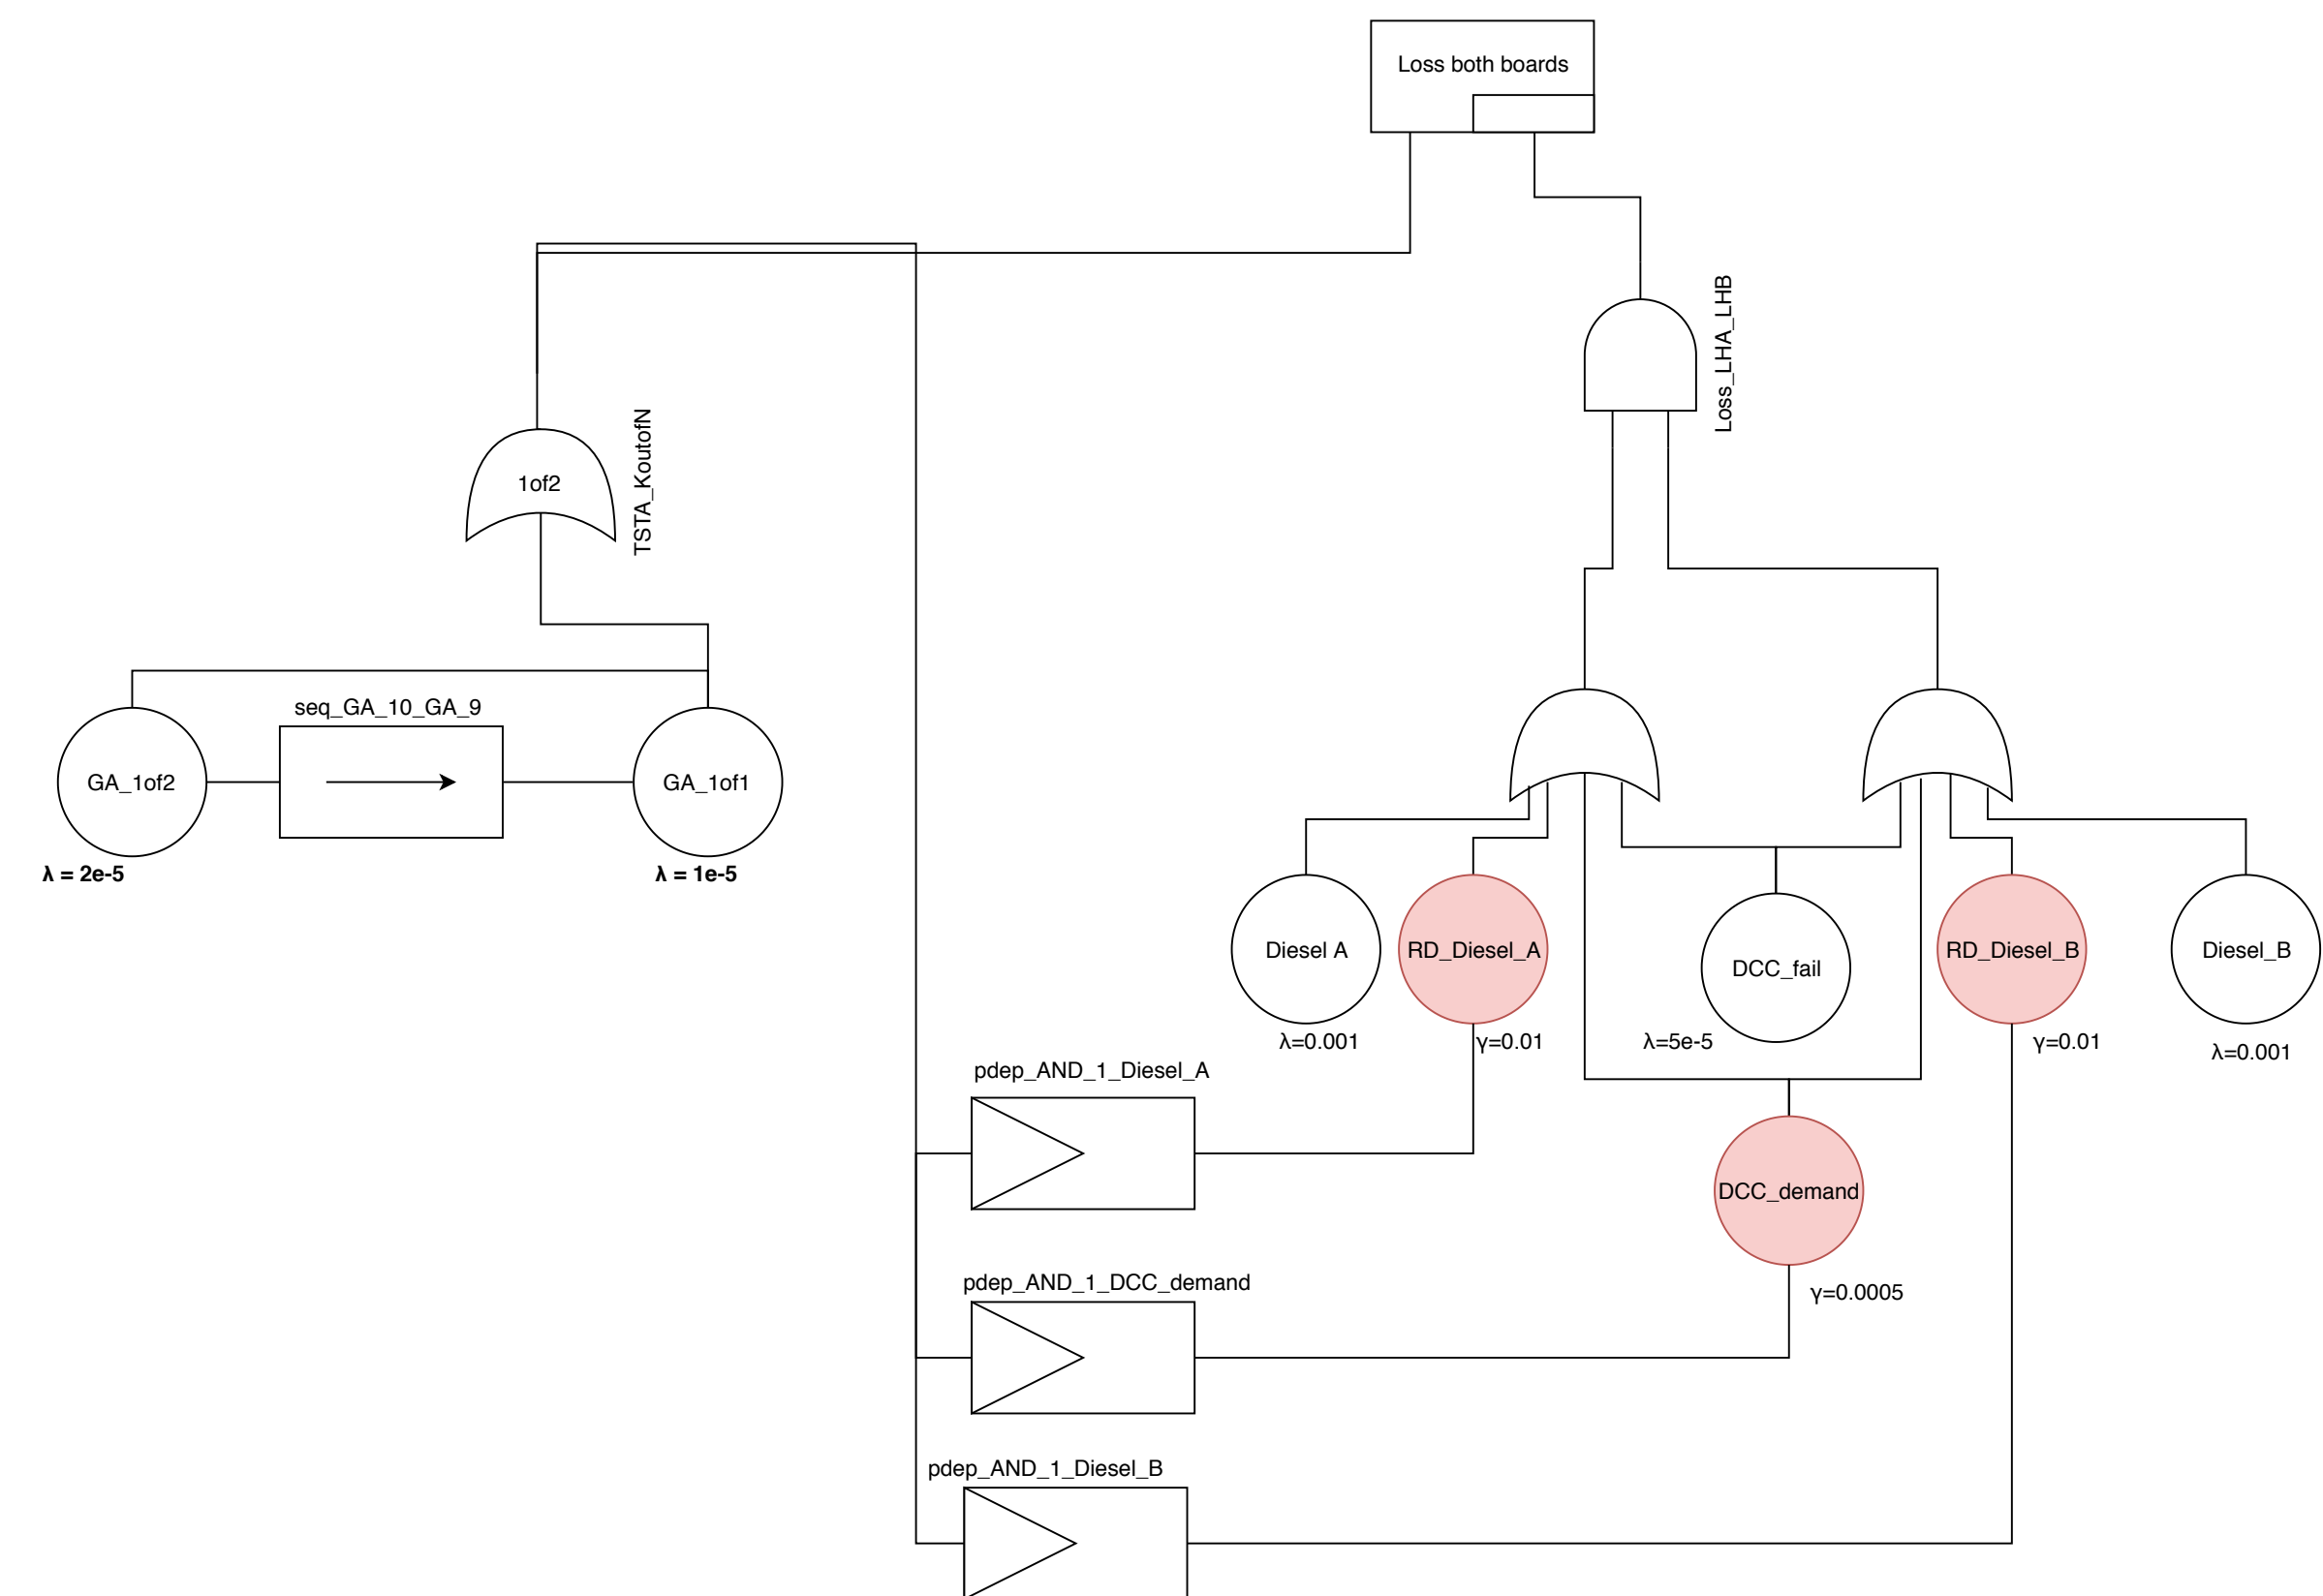 Loss both boards
Loss_LHA_LHB
1of2
TSTA_KoutofN
seq_GA_10_GA_9
GA_1of2
GA_1of1
λ = 2e-5
λ = 1e-5
Diesel A
RD_Diesel_A
DCC_fail
RD_Diesel_B
Diesel_B
λ=0.001
γ=0.01
λ=5e-5
γ=0.01
λ=0.001
pdep_AND_1_Diesel_A
DCC_demand
pdep_AND_1_DCC_demand
γ=0.0005
pdep_AND_1_Diesel_B